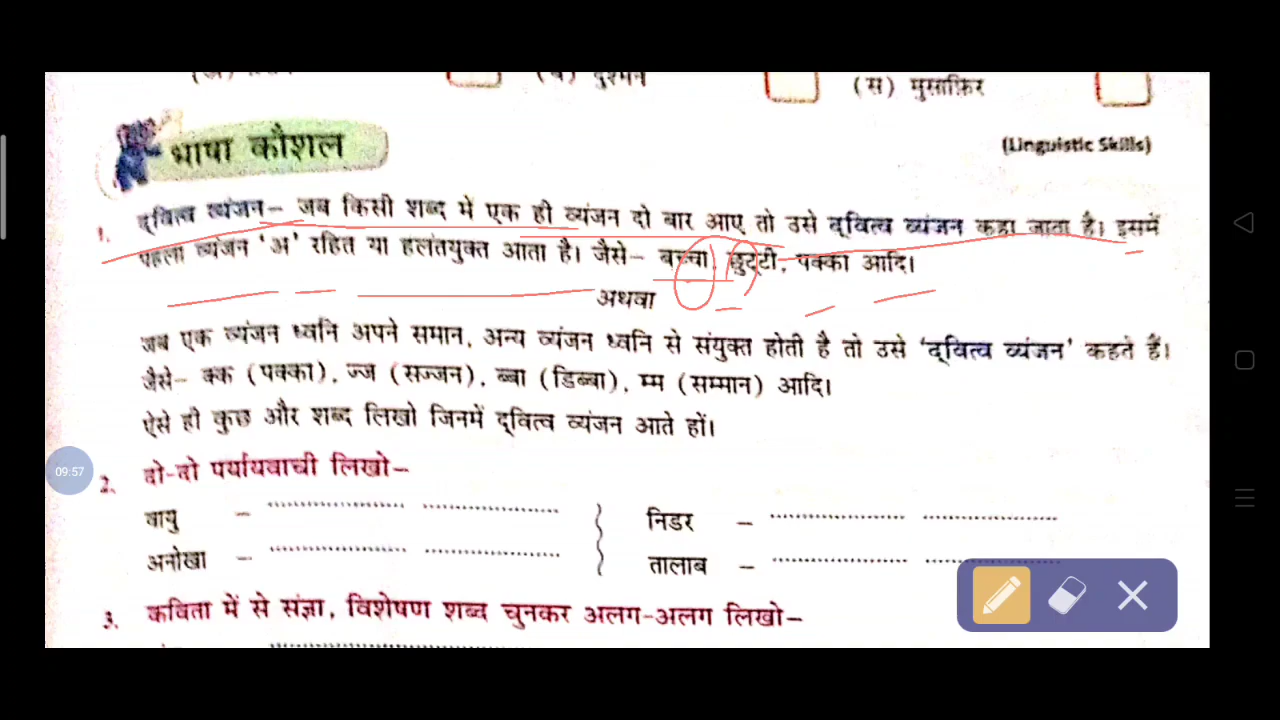 (ब) दुश्मन
(स) मुसाफ़िर
भाषा कौशल
(Linguistic Skills)
1. द्‌वित्व व्यंजन– जब किसी शब्द में एक ही व्यंजन दो बार आए तो उसे द्‌वित्व व्यंजन कहा जाता है। इसमें
पहला व्यंजन ‘अ’ रहित या हलंतयुक्त आता है। जैसे– बच्चा, छुट्‌टी, पक्का आदि।
अथवा
जब एक व्यंजन ध्वनि अपने समान, अन्य व्यंजन ध्वनि से संयुक्त होती है तो उसे ‘द्‌वित्व व्यंजन’ कहते हैं।
जैसे– क्क (पक्का), ज्ज (सज्जन), ब्बा (डिब्बा), म्म (सम्मान) आदि।
ऐसे ही कुछ और शब्द लिखो जिनमें द्‌वित्व व्यंजन आते हों।
09:57
2. दो-दो पर्यायवाची लिखो–
वायु – ................ ................ निडर – ................ ................
अनोखा – ................ ................ तालाब – ................ ................
3. कविता में से संज्ञा, विशेषण शब्द चुनकर अलग-अलग लिखो–